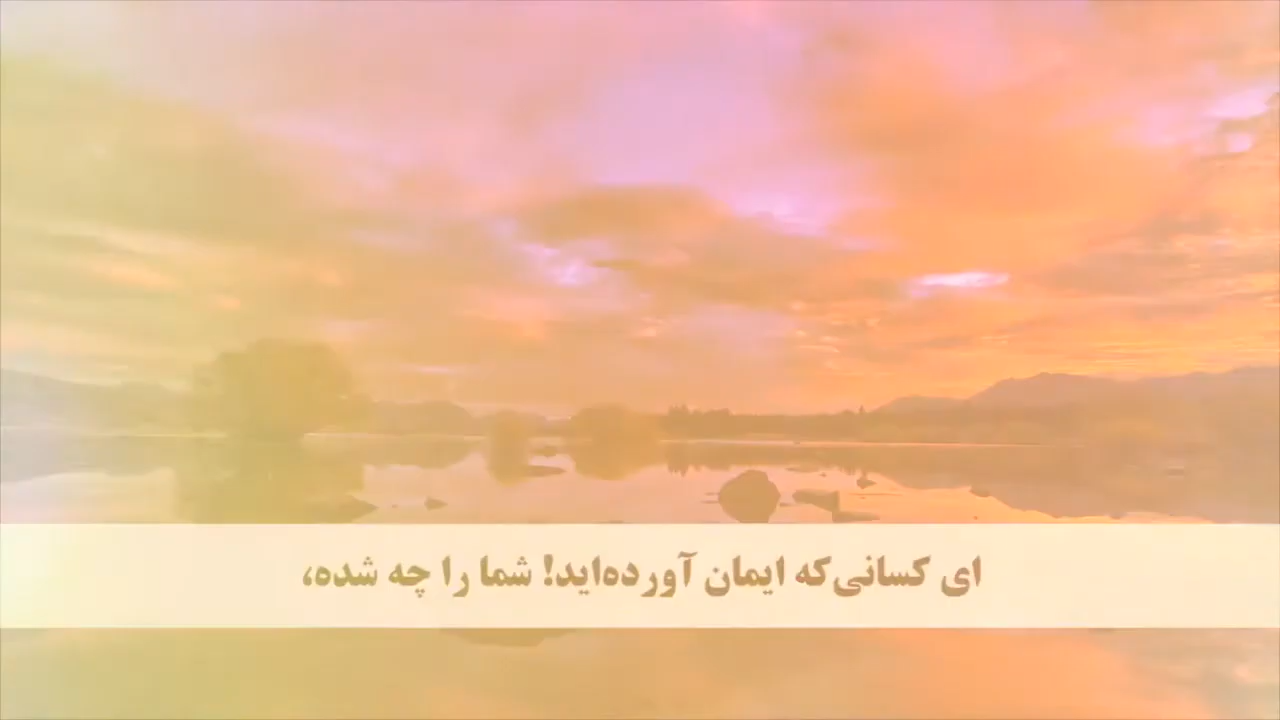 ای کسانی‌که ایمان آورده‌اید! شما را چه شده،